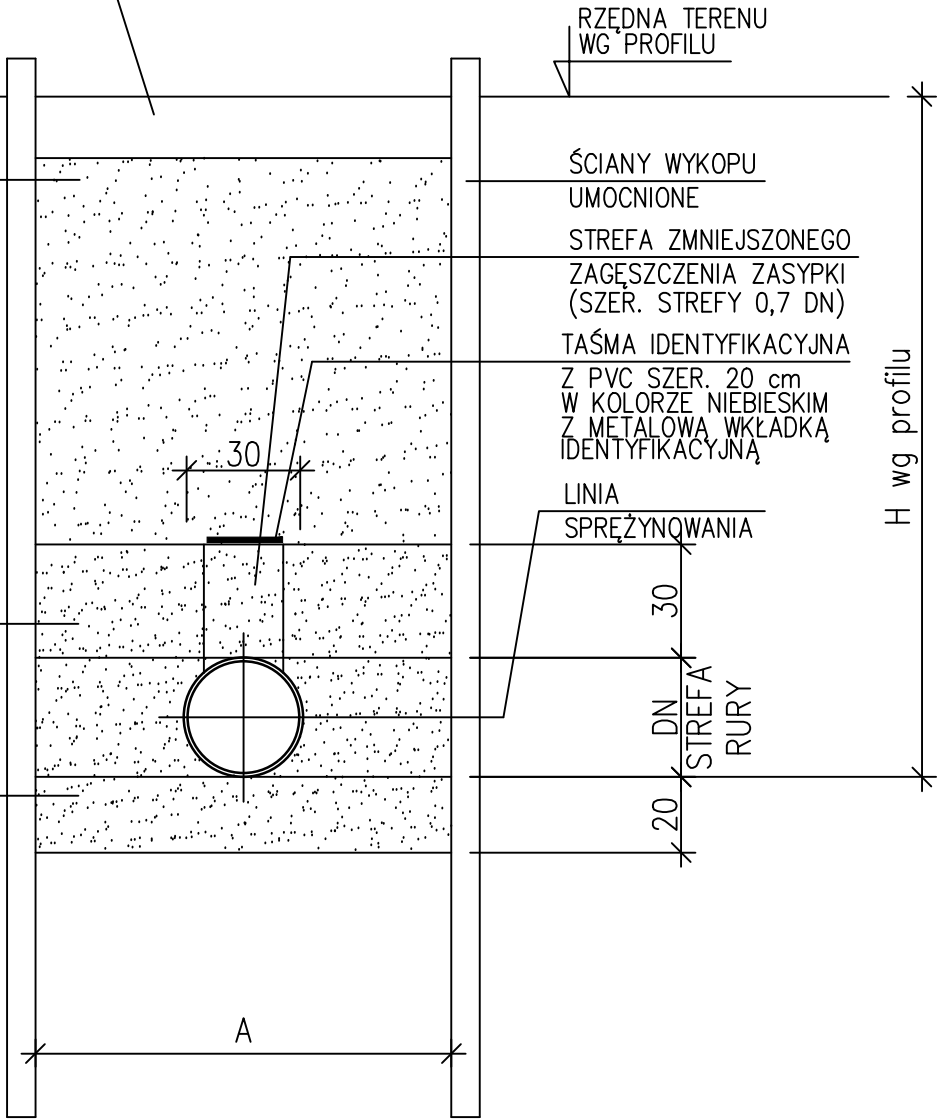 RZĘDNA TERENU
WG PROFILU
ŚCIANY WYKOPU
UMOCNIONE
STREFA ZMNIEJSZONEGO
ZAGĘSZCZENIA ZASYPKI
(SZER. STREFY 0,7 DN)
TAŚMA IDENTYFIKACYJNA
Z PVC SZER. 20 cm
W KOLORZE NIEBIESKIM
Z METALOWĄ WKŁADKĄ
IDENTYFIKACYJNĄ
30
LINIA
SPRĘŻYNOWANIA
H wg profilu
30
DN
STREFA
RURY
20
A